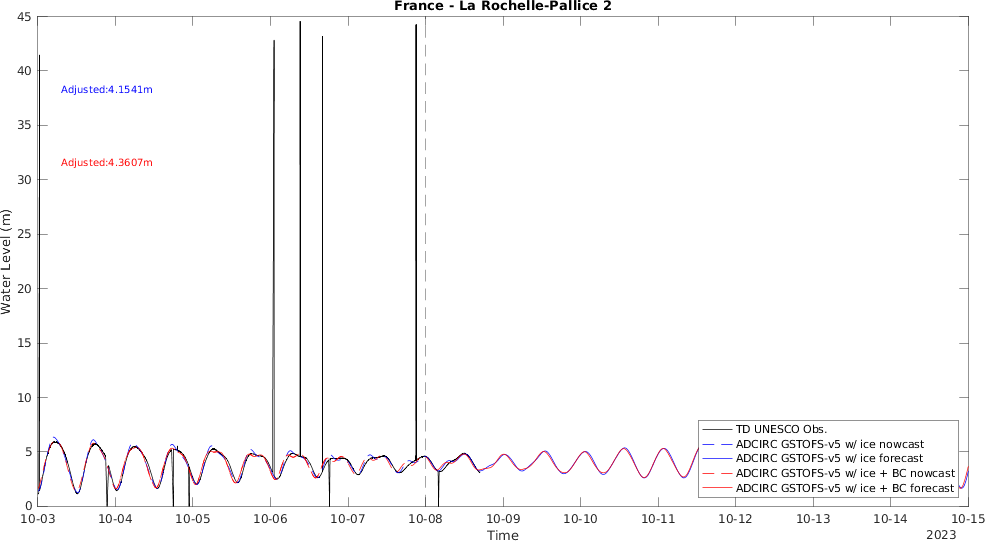 France - La Rochelle-Pallice 2
45
40
35
30
25
20
15
10
5
0
Water Level (m)
Adjusted:4.1541m
Adjusted:4.3607m
TD UNESCO Obs.
ADCIRC GSTOFS-v5 w/ ice nowcast
ADCIRC GSTOFS-v5 w/ ice forecast
ADCIRC GSTOFS-v5 w/ ice + BC nowcast
ADCIRC GSTOFS-v5 w/ ice + BC forecast
10-03 10-04 10-05 10-06 10-07 10-08 10-09 10-10 10-11 10-12 10-13 10-14 10-15
Time
2023